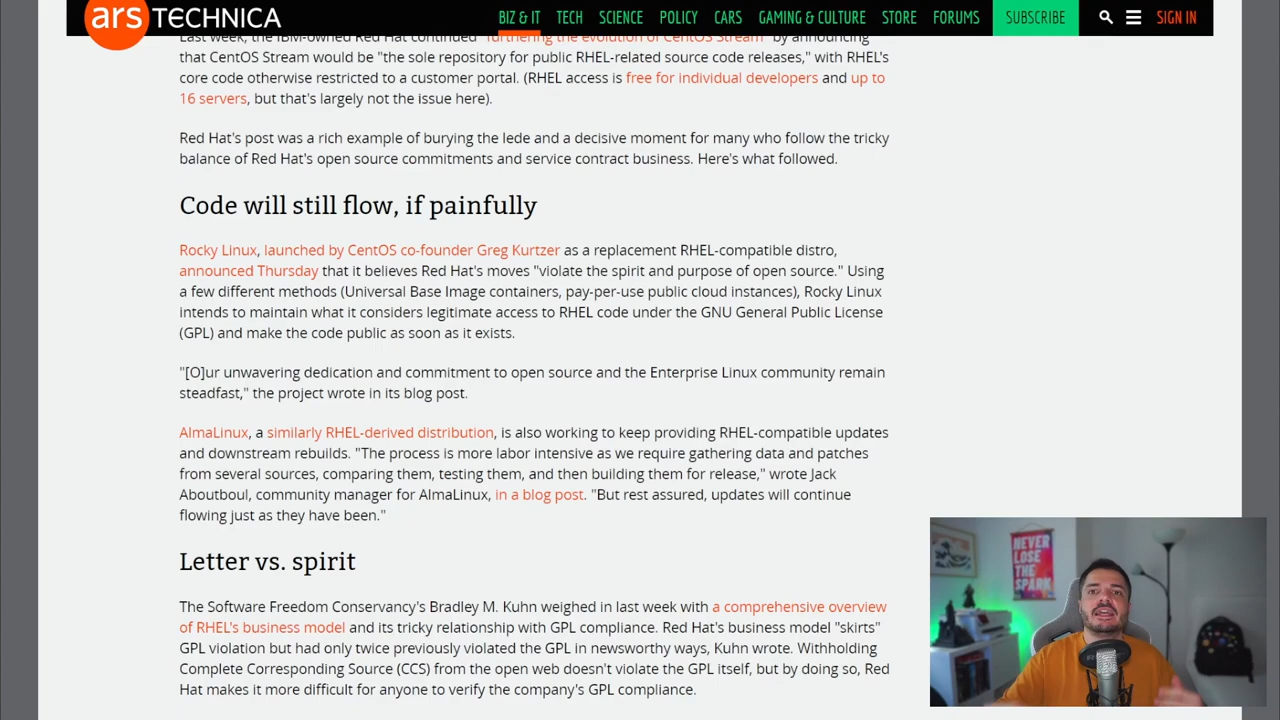 ars TECHNICA
BIZ & IT TECH SCIENCE POLICY CARS GAMING & CULTURE STORE FORUMS SUBSCRIBE SIGN IN
Last week, the IBM-owned Red Hat continued "furthering the evolution of CentOS Stream" by announcing
that CentOS Stream would be "the sole repository for public RHEL-related source code releases," with RHEL's
core code otherwise restricted to a customer portal. (RHEL access is free for individual developers and up to
16 servers, but that's largely not the issue here).
Red Hat's post was a rich example of burying the lede and a decisive moment for many who follow the tricky
balance of Red Hat's open source commitments and service contract business. Here's what followed.
Code will still flow, if painfully
Rocky Linux, launched by CentOS co-founder Greg Kurtzer as a replacement RHEL-compatible distro,
announced Thursday that it believes Red Hat's moves "violate the spirit and purpose of open source." Using
a few different methods (Universal Base Image containers, pay-per-use public cloud instances), Rocky Linux
intends to maintain what it considers legitimate access to RHEL code under the GNU General Public License
(GPL) and make the code public as soon as it exists.
"[O]ur unwavering dedication and commitment to open source and the Enterprise Linux community remain
steadfast," the project wrote in its blog post.
AlmaLinux, a similarly RHEL-derived distribution, is also working to keep providing RHEL-compatible updates
and downstream rebuilds. "The process is more labor intensive as we require gathering data and patches
from several sources, comparing them, testing them, and then building them for release," wrote Jack
Aboutboul, community manager for AlmaLinux, in a blog post. "But rest assured, updates will continue
flowing just as they have been."
Letter vs. spirit
The Software Freedom Conservancy's Bradley M. Kuhn weighed in last week with a comprehensive overview
of RHEL's business model and its tricky relationship with GPL compliance. Red Hat's business model "skirts"
GPL violation but had only twice previously violated the GPL in newsworthy ways, Kuhn wrote. Withholding
Complete Corresponding Source (CCS) from the open web doesn't violate the GPL itself, but by doing so, Red
Hat makes it more difficult for anyone to verify the company's GPL compliance.
NEVER
LOSE
THE
SPARK